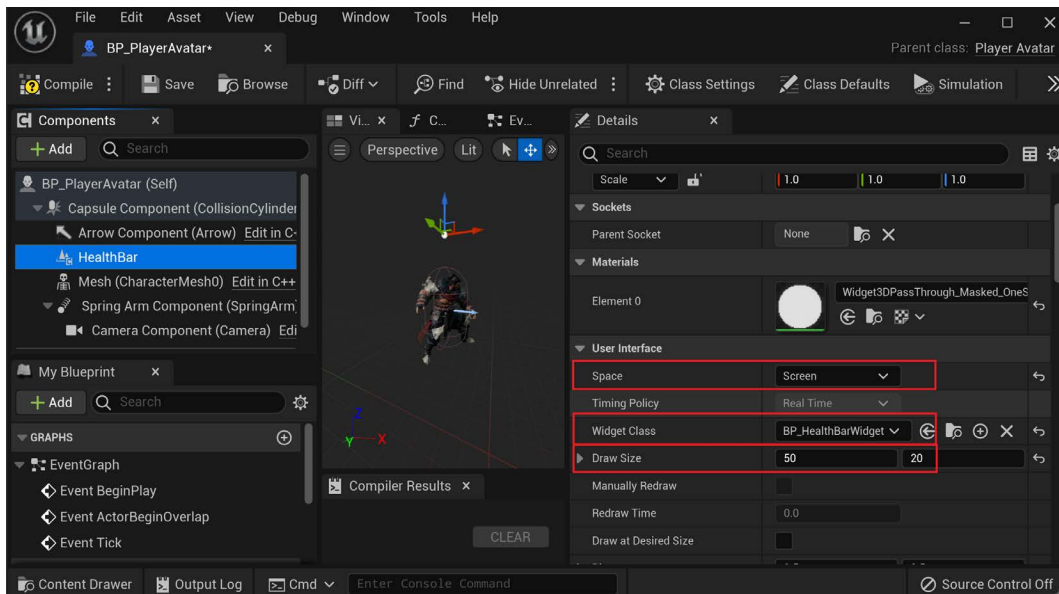 File Edit Asset View Debug Window Tools Help
BP_PlayerAvatar*
Parent class: Player Avatar
Compile Save Browse Diff Find Hide Unrelated Class Settings Class Defaults Simulation
Components
Add Search
BP_PlayerAvatar (Self)
Capsule Component (CollisionCylinder
Arrow Component (Arrow) Edit in C-
HealthBar
Mesh (CharacterMesh0) Edit in C++
Spring Arm Component (SpringArm)
Camera Component (Camera) Edi
My Blueprint
Add Search
GRAPHS
EventGraph
Event BeginPlay
Event ActorBeginOverlap
Event Tick
Vi... C... Ev...
Perspective Lit
Z
Y X
Compiler Results
CLEAR
Details
Search
Scale 1.0 1.0 1.0
Sockets
Parent Socket None
Materials
Element 0 Widget3DPassThrough_Masked_OneS
User Interface
Space Screen
Timing Policy Real Time
Widget Class BP_HealthBarWidget
Draw Size 50 20
Manually Redraw
Redraw Time 0.0
Draw at Desired Size
Content Drawer Output Log Cmd Enter Console Command Source Control Off